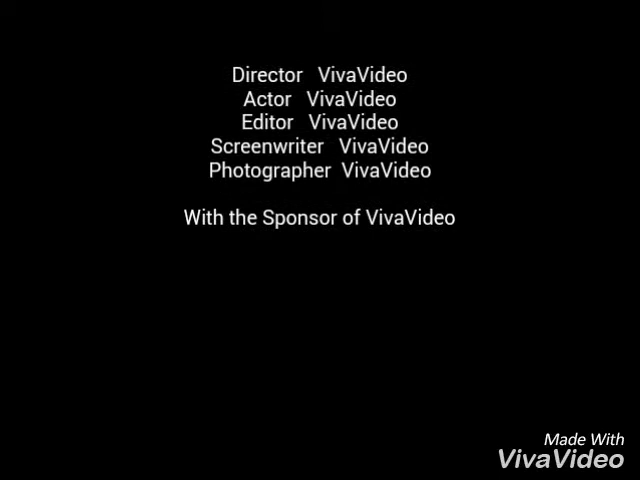 Director VivaVideo
Actor VivaVideo
Editor VivaVideo
Screenwriter VivaVideo
Photographer VivaVideo
With the Sponsor of VivaVideo
Made With
VivaVideo